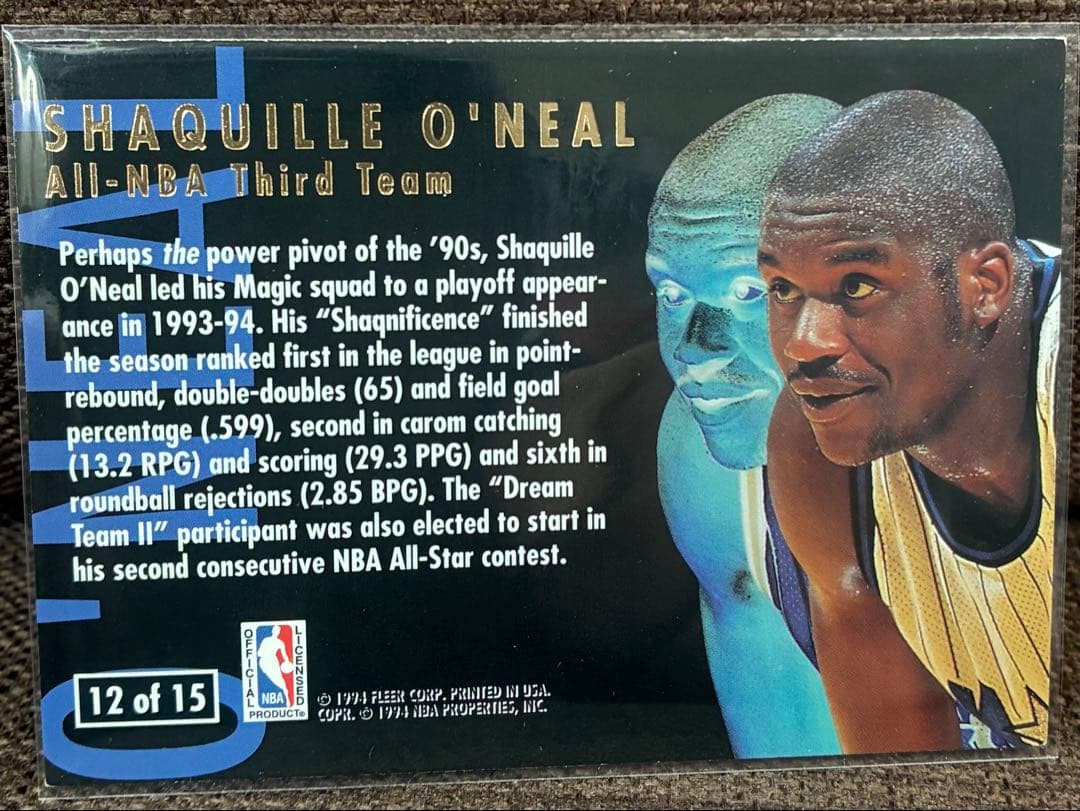 O'NEAL
SHAQUILLE O'NEAL
All-NBA Third Team
Perhaps the power pivot of the '90s, Shaquille
O'Neal led his Magic squad to a playoff appear-
ance in 1993-94. His "Shaqnificence" finished
the season ranked first in the league in point-
rebound, double-doubles (65) and field goal
percentage (.599), second in carom catching
(13.2 RPG) and scoring (29.3 PPG) and sixth in
roundball rejections (2.85 BPG). The "Dream
Team II" participant was also elected to start in
his second consecutive NBA All-Star contest.
12 of 15
OFFICIAL
LICENSED
NBA
PRODUCT®
© 1994 FLEER CORP. PRINTED IN USA.
COPR. © 1994 NBA PROPERTIES, INC.